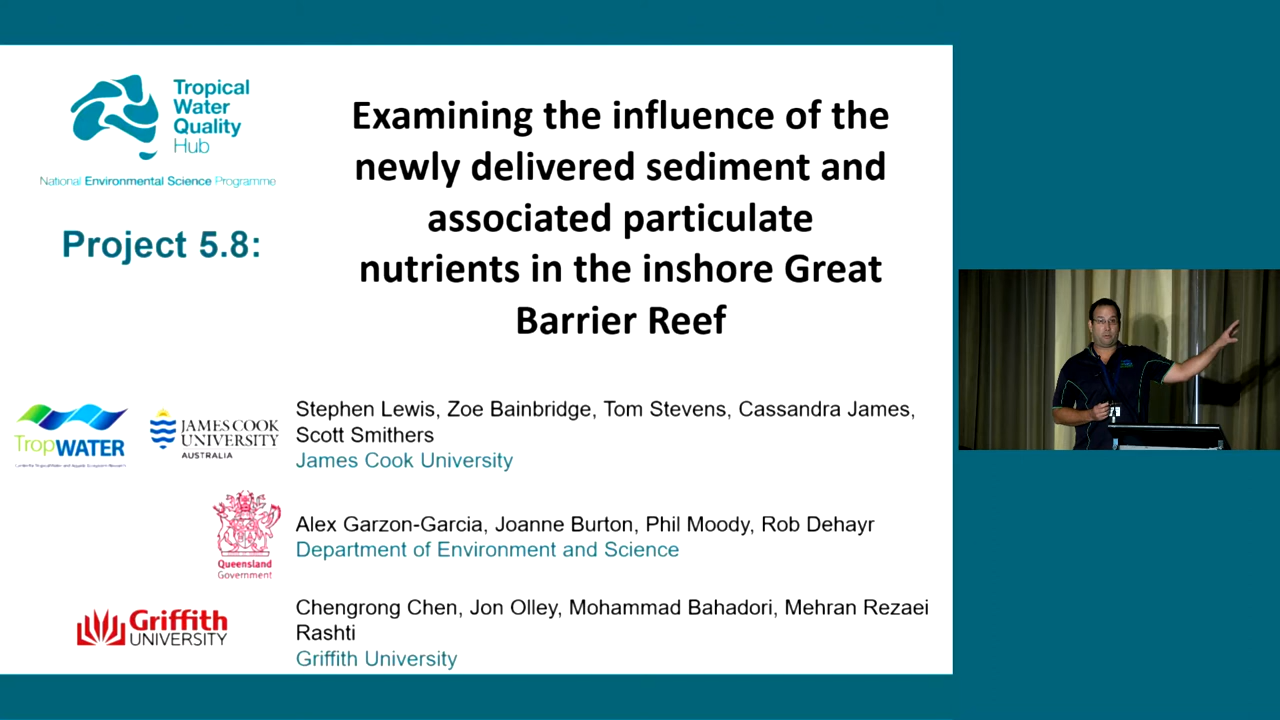 Tropical
Water
Quality
Hub
National Environmental Science Programme
Project 5.8:
Examining the influence of the
newly delivered sediment and
associated particulate
nutrients in the inshore Great
Barrier Reef
TropWATER
JAMES COOK
UNIVERSITY
AUSTRALIA
Stephen Lewis, Zoe Bainbridge, Tom Stevens, Cassandra James,
Scott Smithers
James Cook University
Queensland
Government
Alex Garzon-Garcia, Joanne Burton, Phil Moody, Rob Dehayr
Department of Environment and Science
Griffith
UNIVERSITY
Chengrong Chen, Jon Olley, Mohammad Bahadori, Mehran Rezaei
Rashti
Griffith University